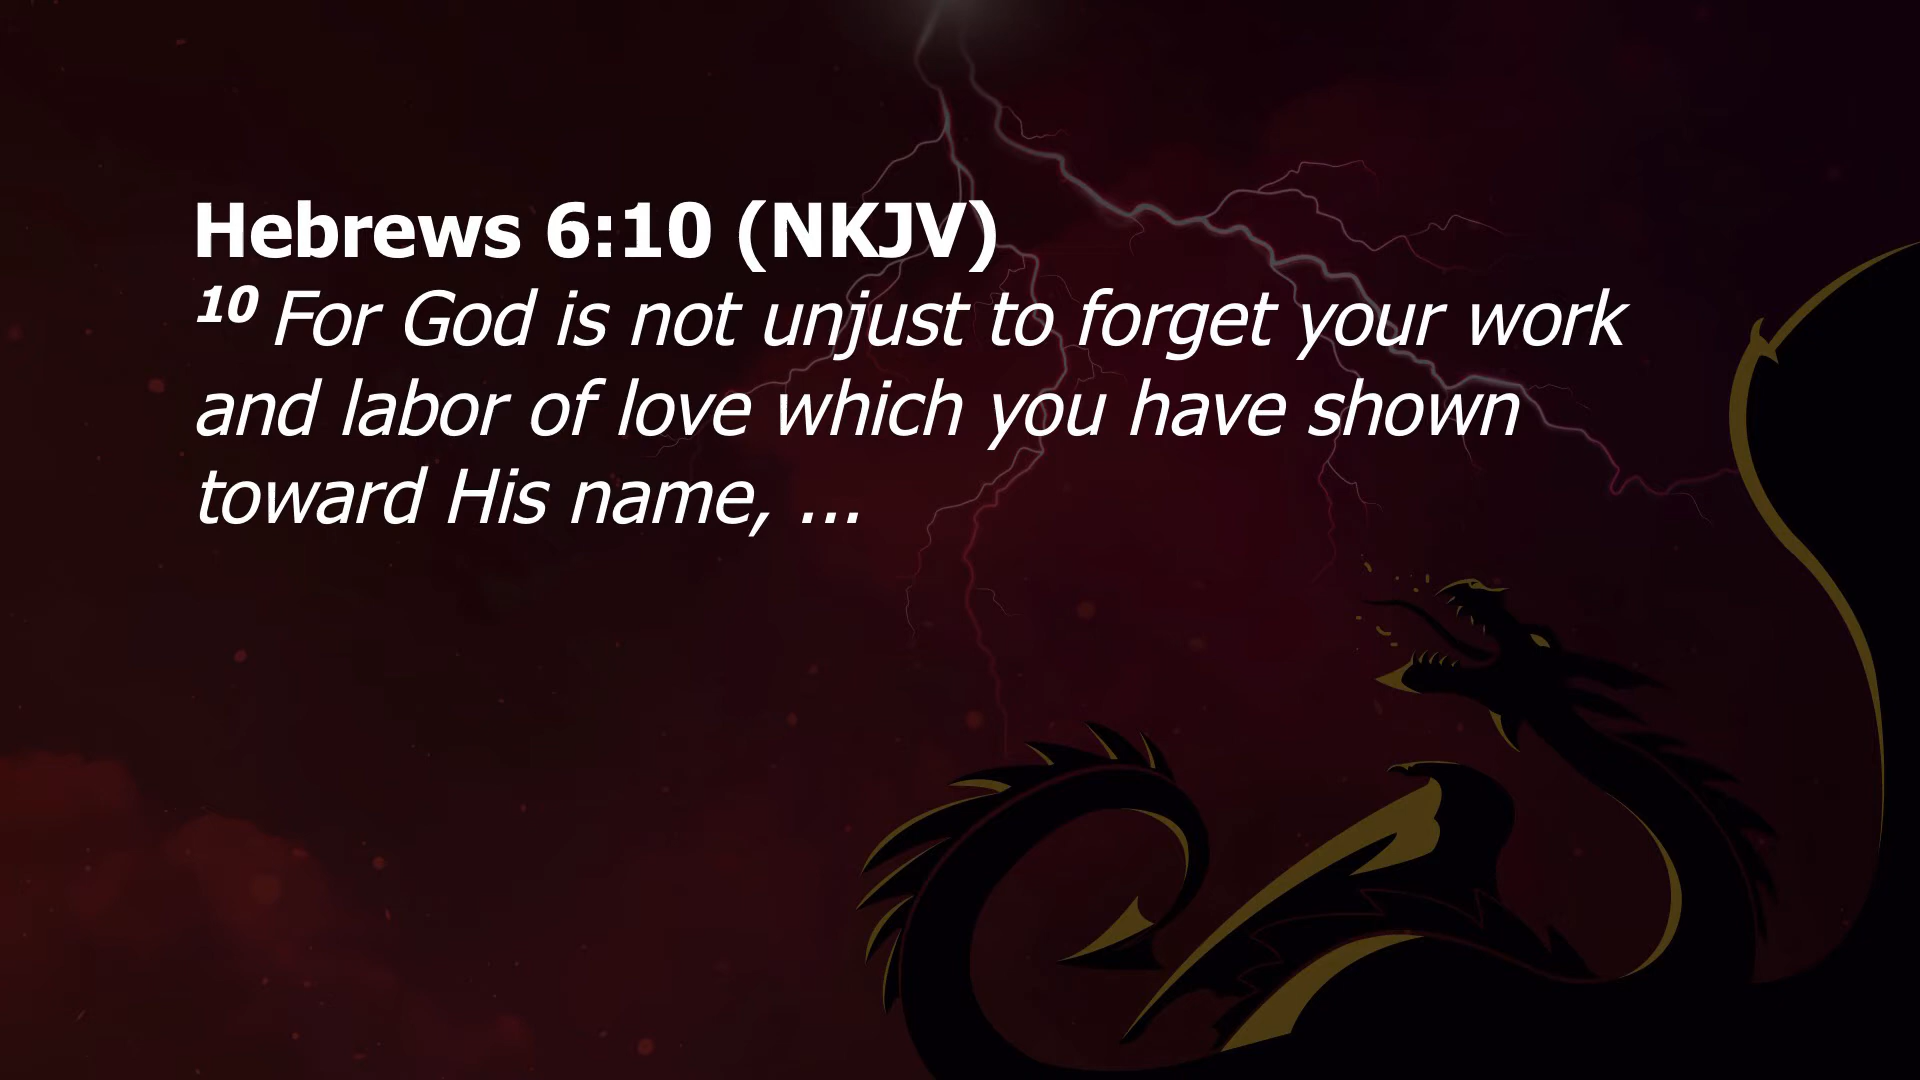 Hebrews 6:10 (NKJV)
10 For God is not unjust to forget your work
and labor of love which you have shown
toward His name, ...